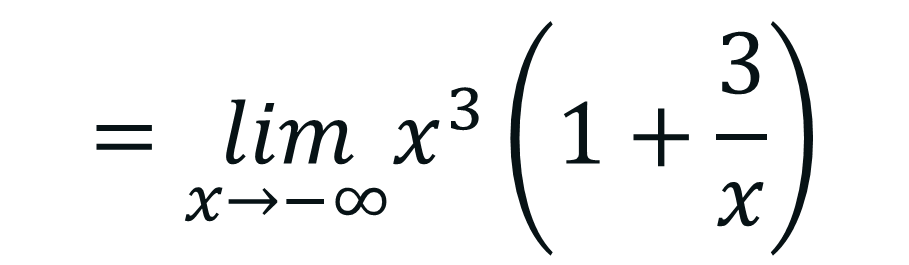 = lim x→−∞ x³ (1 + 3/x)